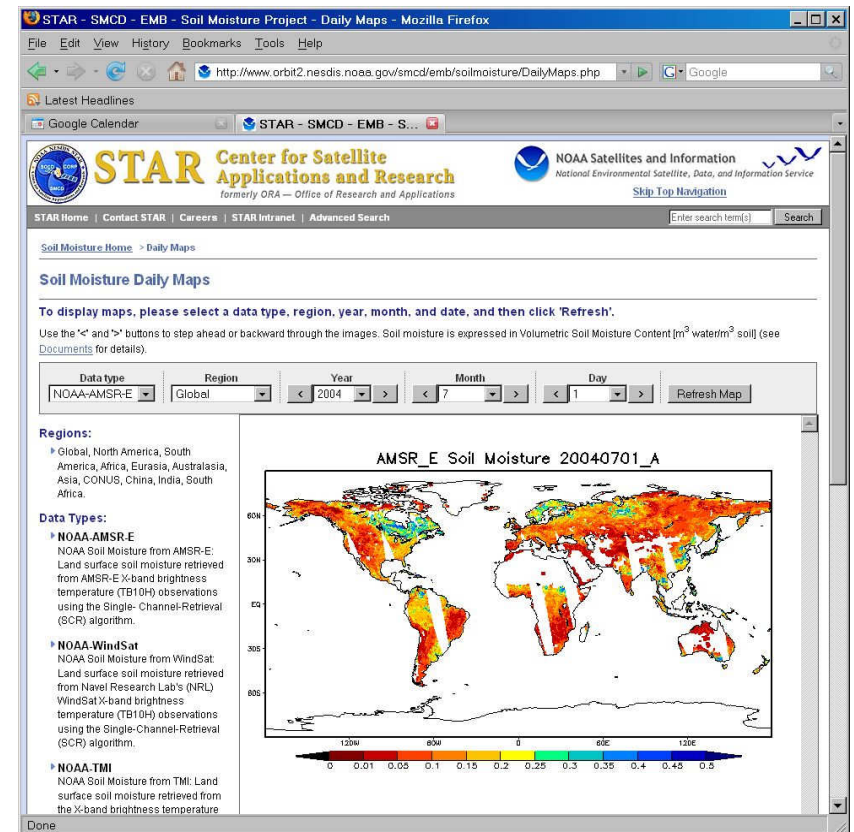 STAR - SMCD - EMB - Soil Moisture Project - Daily Maps - Mozilla Firefox
File Edit View History Bookmarks Tools Help
http://www.orbit2.nesdis.noaa.gov/smcd/emb/soilmoisture/DailyMaps.php
G Google
Latest Headlines
Google Calendar
STAR - SMCD - EMB - S...
STAR
Center for Satellite
Applications and Research
formerly ORA — Office of Research and Applications
NOAA Satellites and Information
National Environmental Satellite, Data, and Information Service
Skip Top Navigation
STAR Home | Contact STAR | Careers | STAR Intranet | Advanced Search
Enter search term(s) Search
Soil Moisture Home > Daily Maps
Soil Moisture Daily Maps
To display maps, please select a data type, region, year, month, and date, and then click 'Refresh'.
Use the '<' and '>' buttons to step ahead or backward through the images. Soil moisture is expressed in Volumetric Soil Moisture Content [m³ water/m³ soil] (see
Documents for details).
Data type Region Year Month Day
NOAA-AMSR-E Global < 2004 > < 7 > < 1 > Refresh Map
Regions:
Global, North America, South
America, Africa, Eurasia, Australasia,
Asia, CONUS, China, India, South
Africa.
Data Types:
NOAA-AMSR-E
NOAA Soil Moisture from AMSR-E:
Land surface soil moisture retrieved
from AMSR-E X-band brightness
temperature (TB10H) observations
using the Single- Channel-Retrieval
(SCR) algorithm.
NOAA-WindSat
NOAA Soil Moisture from WindSat:
Land surface soil moisture retrieved
from Navel Research Lab's (NRL)
WindSat X-band brightness
temperature (TB10H) observations
using the Single-Channel-Retrieval
(SCR) algorithm.
NOAA-TMI
NOAA Soil Moisture from TMI: Land
surface soil moisture retrieved from
the X-band brightness temperature
AMSR_E Soil Moisture 20040701_A
60N
30N
EQ
30S
60S
120W 60W 0 60E 120E
0 0.01 0.05 0.1 0.15 0.2 0.25 0.3 0.35 0.4 0.45 0.5
Done